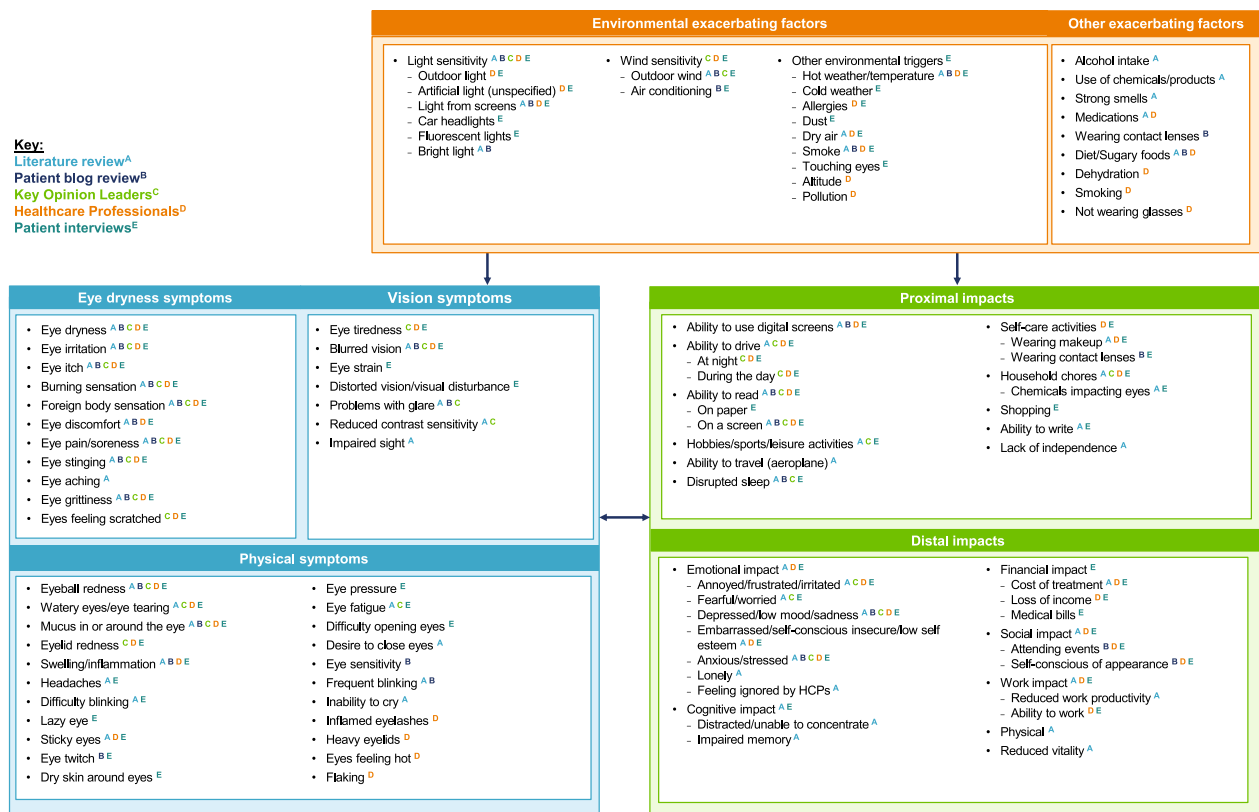 Environmental exacerbating factors
• Light sensitivity A B C D E
– Outdoor light D E
– Artificial light (unspecified) D E
– Light from screens A B D E
– Car headlights E
– Fluorescent lights E
– Bright light A B
• Wind sensitivity C D E
– Outdoor wind A B C E
– Air conditioning B E
• Other environmental triggers E
– Hot weather/temperature A B D E
– Cold weather E
– Allergies D E
– Dust E
– Dry air A D E
– Smoke A B D E
– Touching eyes E
– Altitude D
– Pollution D
Other exacerbating factors
• Alcohol intake A
• Use of chemicals/products A
• Strong smells A
• Medications A D
• Wearing contact lenses B
• Diet/Sugary foods A B D
• Dehydration D
• Smoking D
• Not wearing glasses D
Key:
Literature review A
Patient blog review B
Key Opinion Leaders C
Healthcare Professionals D
Patient interviews E
Eye dryness symptoms
• Eye dryness A B C D E
• Eye irritation A B C D E
• Eye itch A B C D E
• Burning sensation A B C D E
• Foreign body sensation A B C D E
• Eye discomfort A B D E
• Eye pain/soreness A B C D E
• Eye stinging A B C D E
• Eye aching A
• Eye grittiness A B C D E
• Eyes feeling scratched C D E
Vision symptoms
• Eye tiredness C D E
• Blurred vision A B C D E
• Eye strain E
• Distorted vision/visual disturbance E
• Problems with glare A B C
• Reduced contrast sensitivity A C
• Impaired sight A
Physical symptoms
• Eyeball redness A B C D E
• Watery eyes/eye tearing A C D E
• Mucus in or around the eye A B C D E
• Eyelid redness C D E
• Swelling/inflammation A B D E
• Headaches A E
• Difficulty blinking A E
• Lazy eye E
• Sticky eyes A D E
• Eye twitch B E
• Dry skin around eyes E
• Eye pressure E
• Eye fatigue A C E
• Difficulty opening eyes E
• Desire to close eyes A
• Eye sensitivity B
• Frequent blinking A B
• Inability to cry A
• Inflamed eyelashes D
• Heavy eyelids D
• Eyes feeling hot D
• Flaking D
Proximal impacts
• Ability to use digital screens A B D E
• Ability to drive A C D E
– At night C D E
– During the day C D E
• Ability to read A B C D E
– On paper E
– On a screen A B C D E
• Hobbies/sports/leisure activities A C E
• Ability to travel (aeroplane) A
• Disrupted sleep A B C E
• Self-care activities D E
– Wearing makeup A D E
– Wearing contact lenses B E
• Household chores A C D E
– Chemicals impacting eyes A E
• Shopping E
• Ability to write A E
• Lack of independence A
Distal impacts
• Emotional impact A D E
– Annoyed/frustrated/irritated A C D E
– Fearful/worried A C E
– Depressed/low mood/sadness A B C D E
– Embarrassed/self-conscious insecure/low self
esteem A D E
– Anxious/stressed A B C D E
– Lonely A
– Feeling ignored by HCPs A
• Cognitive impact A E
– Distracted/unable to concentrate A
– Impaired memory A
• Financial impact E
– Cost of treatment A D E
– Loss of income D E
– Medical bills E
• Social impact A D E
– Attending events B D E
– Self-conscious of appearance B D E
• Work impact A D E
– Reduced work productivity A
– Ability to work D E
• Physical A
• Reduced vitality A